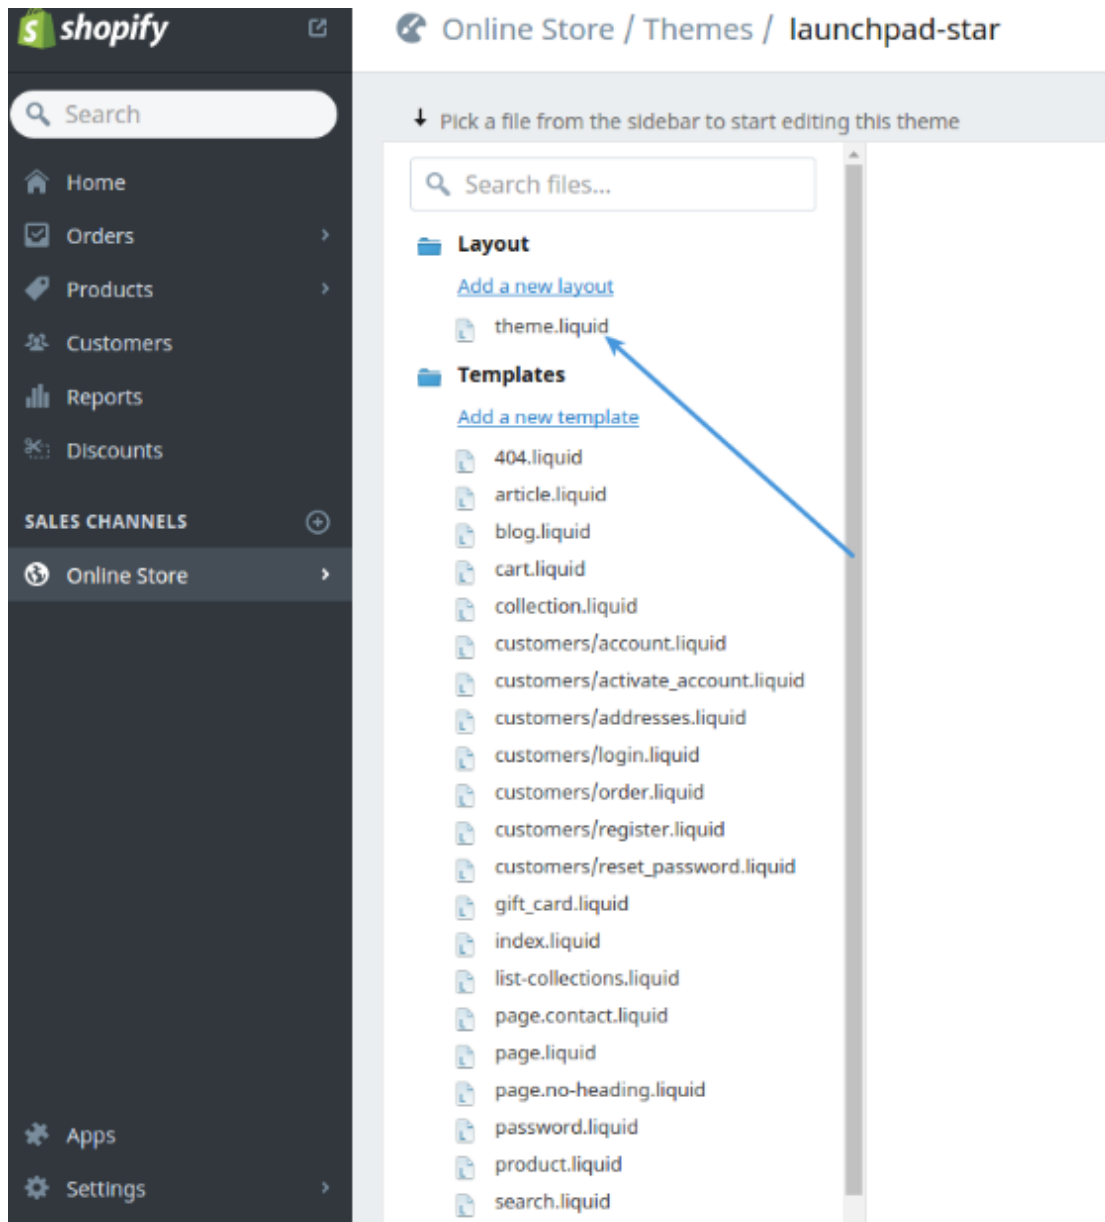 shopify
Search
Home
Orders
Products
Customers
Reports
Discounts
SALES CHANNELS
Online Store
Apps
Settings
Online Store / Themes / launchpad-star
Pick a file from the sidebar to start editing this theme
Search files...
Layout
Add a new layout
theme.liquid
Templates
Add a new template
404.liquid
article.liquid
blog.liquid
cart.liquid
collection.liquid
customers/account.liquid
customers/activate_account.liquid
customers/addresses.liquid
customers/login.liquid
customers/order.liquid
customers/register.liquid
customers/reset_password.liquid
gift_card.liquid
index.liquid
list-collections.liquid
page.contact.liquid
page.liquid
page.no-heading.liquid
password.liquid
product.liquid
search.liquid